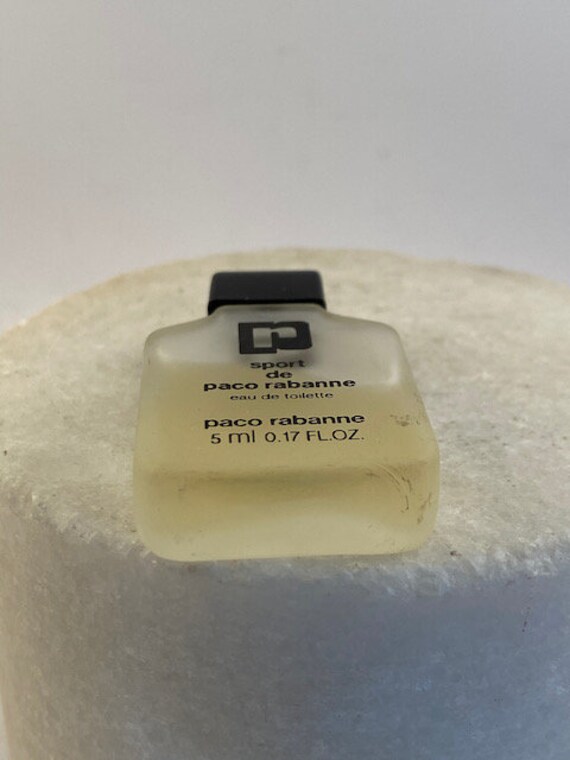 sport
de
paco rabanne
eau de toilette
paco rabanne
5 ml 0.17 FL.OZ.